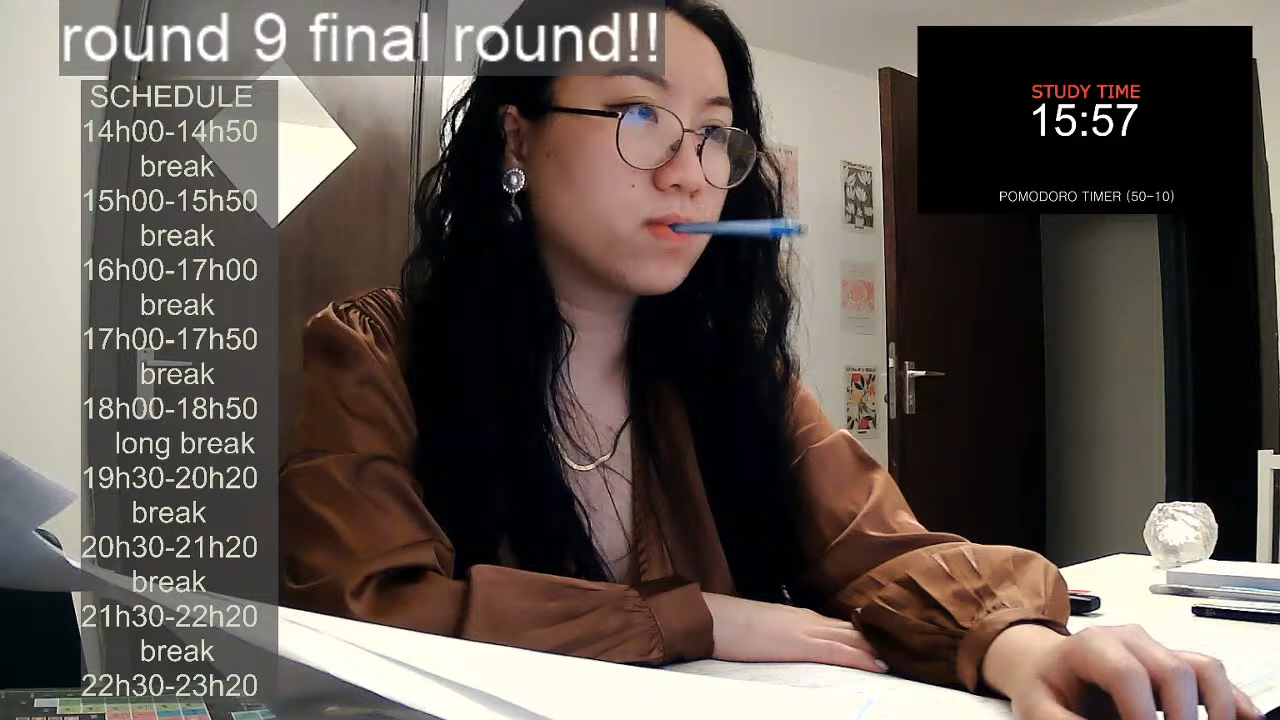 round 9 final round!!
SCHEDULE
14h00-14h50
break
15h00-15h50
break
16h00-17h00
break
17h00-17h50
break
18h00-18h50
long break
19h30-20h20
break
20h30-21h20
break
21h30-22h20
break
22h30-23h20
STUDY TIME
15:57
POMODORO TIMER (50-10)